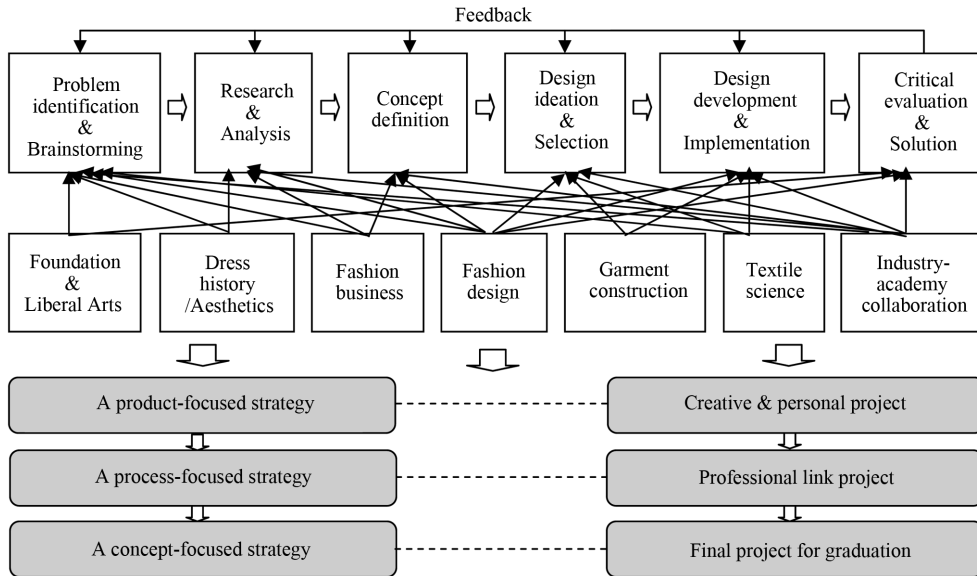 Feedback
Problem
identification
&
Brainstorming
Research
&
Analysis
Concept
definition
Design
ideation
&
Selection
Design
development
&
Implementation
Critical
evaluation
&
Solution
Foundation
&
Liberal Arts
Dress
history
/Aesthetics
Fashion
business
Fashion
design
Garment
construction
Textile
science
Industry-
academy
collaboration
A product-focused strategy
Creative & personal project
A process-focused strategy
Professional link project
A concept-focused strategy
Final project for graduation